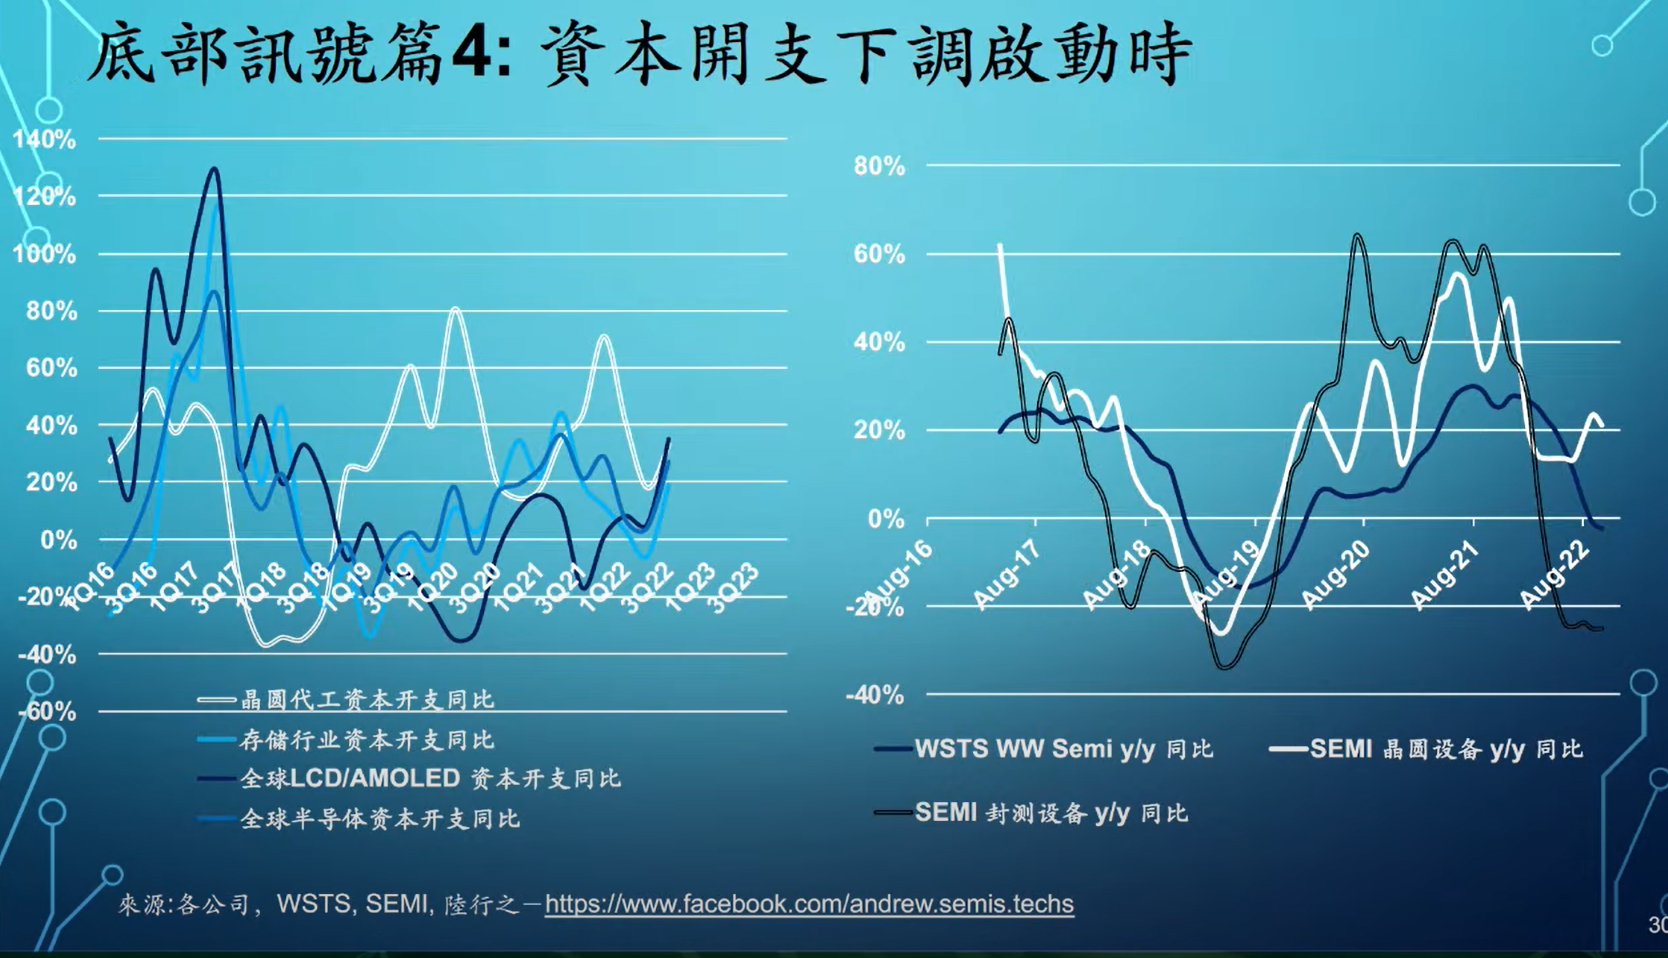 底部訊號篇4: 資本開支下調啟動時
140%
120%
100%
80%
60%
40%
20%
0%
-20%
-40%
-60%
1Q16
3Q16
1Q17
3Q17
1Q18
3Q18
1Q19
3Q19
1Q20
3Q20
1Q21
3Q21
1Q22
3Q22
1Q23
3Q23
晶圆代工资本开支同比
存储行业资本开支同比
全球LCD/AMOLED 资本开支同比
全球半导体资本开支同比
80%
60%
40%
20%
0%
-20%
-40%
Aug-16
Aug-17
Aug-18
Aug-19
Aug-20
Aug-21
Aug-22
WSTS WW Semi y/y 同比
SEMI 晶圆设备 y/y 同比
SEMI 封测设备 y/y 同比
來源:各公司，WSTS, SEMI, 陸行之－https://www.facebook.com/andrew.semis.techs
30